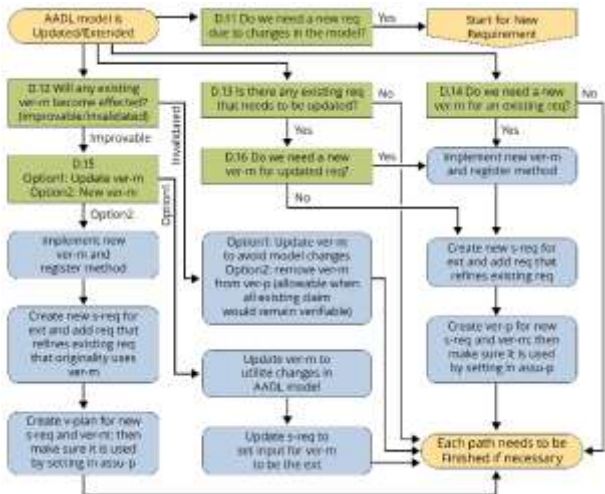 AADL model is
Updated/Extended
D.11 Do we need a new req
due to changes in the model?
Yes
Start for New
Requirement
D.12 Will any existing
ver-m become effected?
(Improvable/Invalidated)
D.13 Is there any existing req
that needs to be updated?
No
D.14 Do we need a new
ver-m for an existing req?
No
Improvable
Invalidated
Yes
Yes
D.15
Option1: Update ver-m
Option2: New ver-m
Option1
D.16 Do we need a new
ver-m for updated req?
Yes
Implement new ver-m
and register method
Option2
No
Implement new
ver-m and
register method
Option1: Update ver-m
to avoid model changes
Option2: remove ver-m
from ver-p (allowable when
all existing claim
would remain verifiable)
Create new s-req for
ext and add req that
refines existing req
Create new s-req for
ext and add req that
refines existing req
that originality uses
ver-m
Update ver-m to
utilite changes in
AADL model
Create ver-p for new
s-req and ver-m; then
make sure it is used
by setting in assu-p
Create v-plan for new
s-req and ver-m; then
make sure it is used
by setting in assu-p
Update s-req to
set input for ver-m
to be the ext
Each path needs to be
Finished if necessary